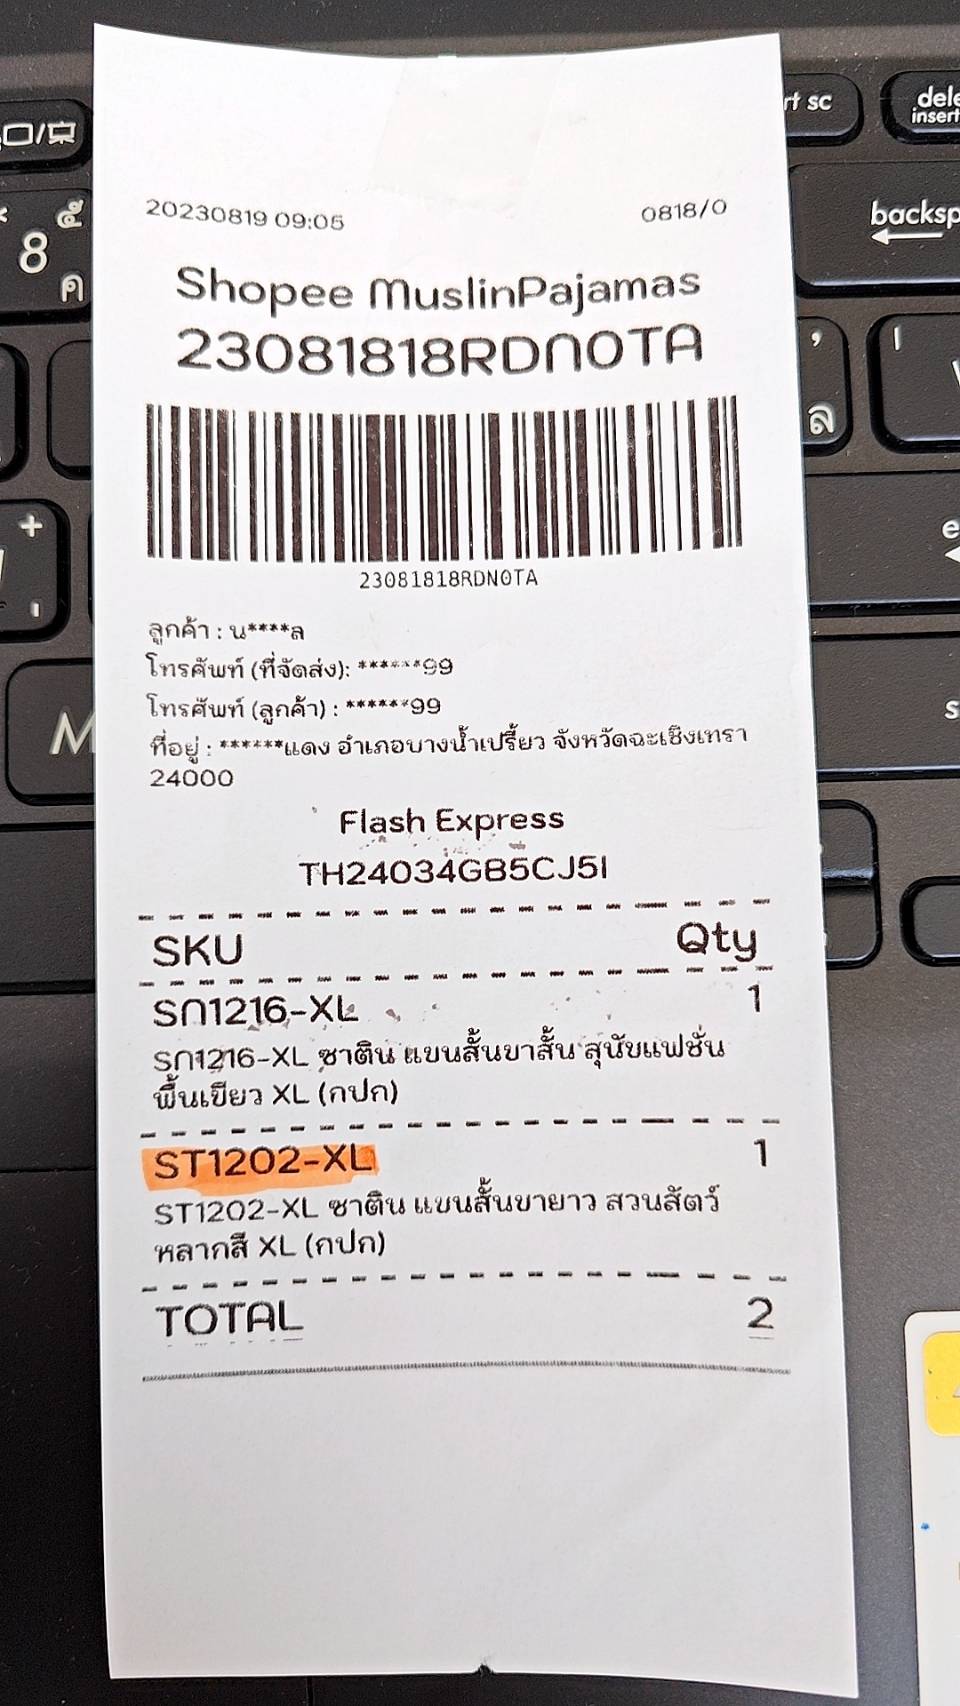 20230819 09:05
0818/0
Shopee MuslinPajamas
23081818RDN0TA
23081818RDN0TA
ลูกค้า : น****ล
โทรศัพท์ (ที่จัดส่ง): ******99
โทรศัพท์ (ลูกค้า) : ******99
ที่อยู่ : ******แดง อำเภอบางน้ำเปรี้ยว จังหวัดฉะเชิงเทรา
24000
Flash Express
TH24034GB5CJ5I
SKU Qty
SN1216-XL 1
SN1216-XL ซาติน แขนสั้นขาสั้น สุนัขแฟชั่น
พื้นเขียว XL (กปก)
ST1202-XL 1
ST1202-XL ซาติน แขนสั้นขายาว สวนสัตว์
หลากสี XL (กปก)
TOTAL 2
rt sc
dele
insert
backsp
8
ค
+
M
ล